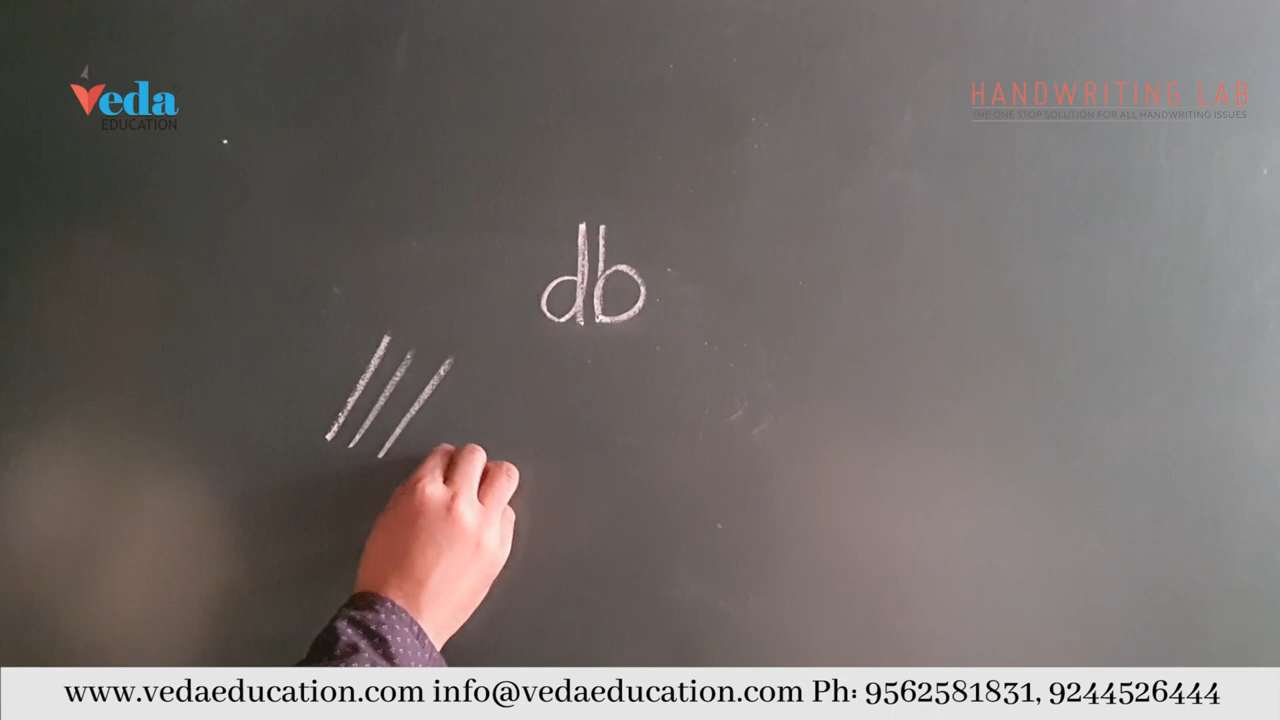 veda
EDUCATION
HANDWRITING LAB
THE ONE STOP SOLUTION FOR ALL HANDWRITING ISSUES
db
www.vedaeducation.com info@vedaeducation.com Ph: 9562581831, 9244526444